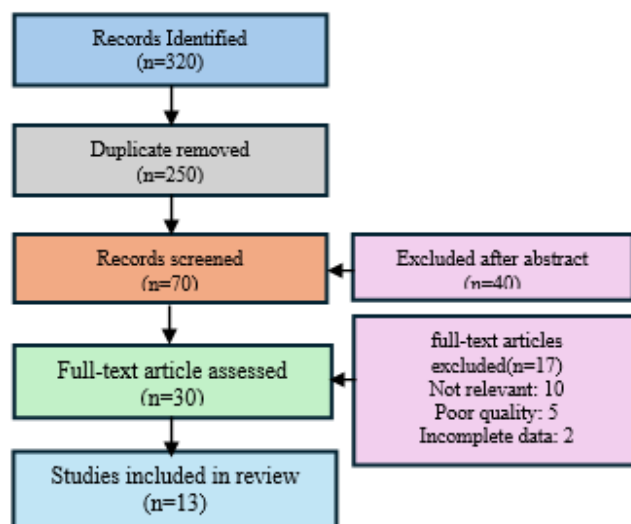 Records Identified
(n=320)
Duplicate removed
(n=250)
Records screened
(n=70)
Excluded after abstract
(n=40)
Full-text article assessed
(n=30)
full-text articles
excluded(n=17)
Not relevant: 10
Poor quality: 5
Incomplete data: 2
Studies included in review
(n=13)